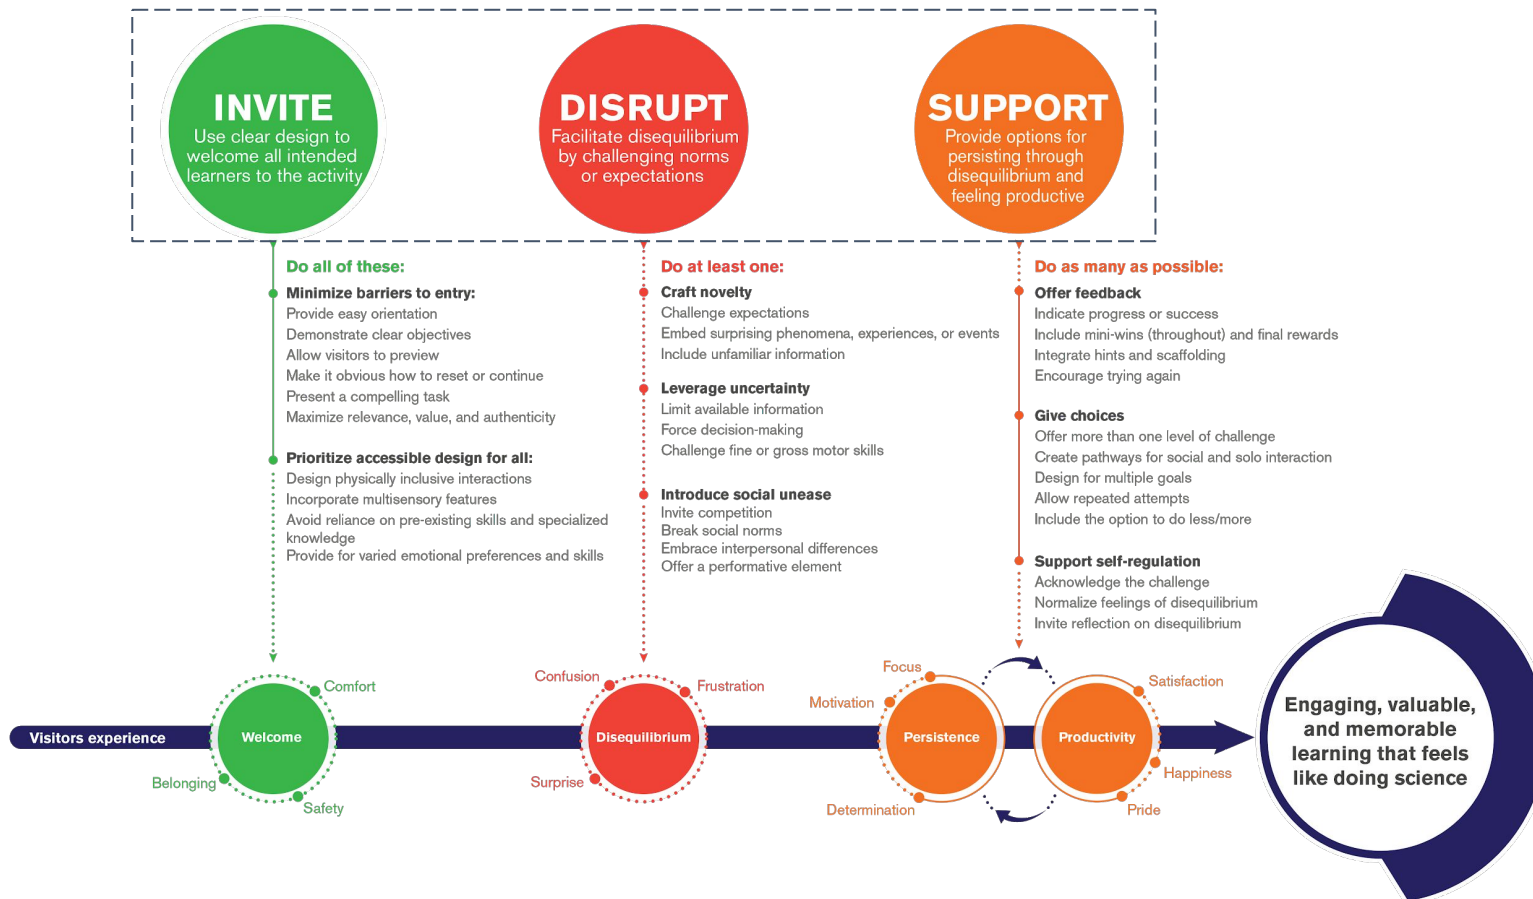 INVITE
Use clear design to
welcome all intended
learners to the activity
DISRUPT
Facilitate disequilibrium
by challenging norms
or expectations
SUPPORT
Provide options for
persisting through
disequilibrium and
feeling productive
Do all of these:
Minimize barriers to entry:
Provide easy orientation
Demonstrate clear objectives
Allow visitors to preview
Make it obvious how to reset or continue
Present a compelling task
Maximize relevance, value, and authenticity
Prioritize accessible design for all:
Design physically inclusive interactions
Incorporate multisensory features
Avoid reliance on pre-existing skills and specialized
knowledge
Provide for varied emotional preferences and skills
Do at least one:
Craft novelty
Challenge expectations
Embed surprising phenomena, experiences, or events
Include unfamiliar information
Leverage uncertainty
Limit available information
Force decision-making
Challenge fine or gross motor skills
Introduce social unease
Invite competition
Break social norms
Embrace interpersonal differences
Offer a performative element
Do as many as possible:
Offer feedback
Indicate progress or success
Include mini-wins (throughout) and final rewards
Integrate hints and scaffolding
Encourage trying again
Give choices
Offer more than one level of challenge
Create pathways for social and solo interaction
Design for multiple goals
Allow repeated attempts
Include the option to do less/more
Support self-regulation
Acknowledge the challenge
Normalize feelings of disequilibrium
Invite reflection on disequilibrium
Visitors experience
Welcome
Comfort
Belonging
Safety
Disequilibrium
Confusion
Frustration
Surprise
Persistence
Focus
Motivation
Determination
Productivity
Satisfaction
Happiness
Pride
Engaging, valuable,
and memorable
learning that feels
like doing science